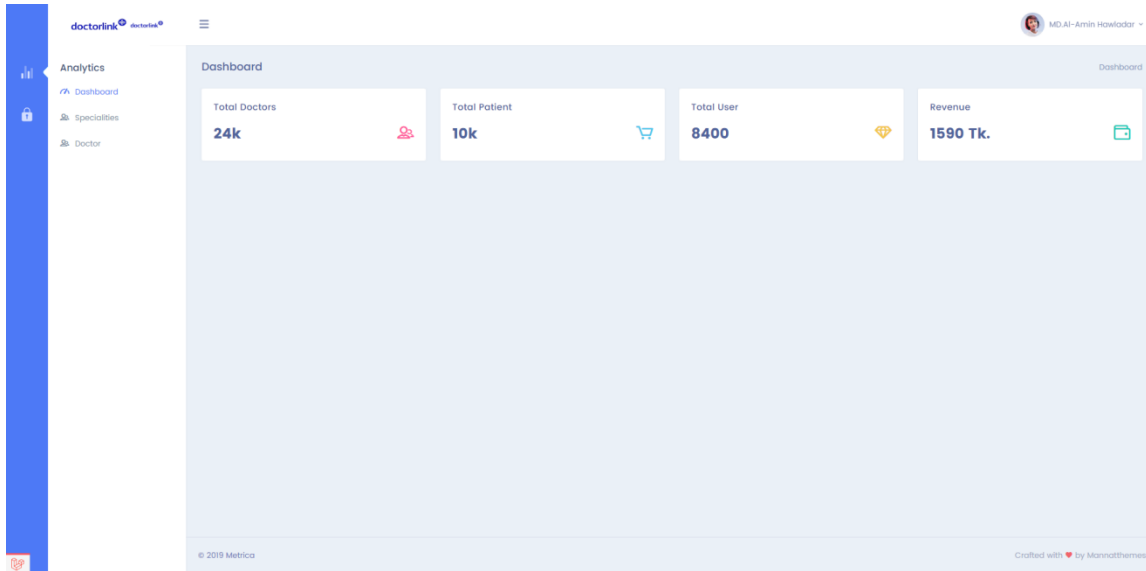 doctorlink doctorlink
MD.Al-Amin Hawladar
Analytics
Dashboard
Specialities
Doctor
Dashboard
Dashboard
Total Doctors
24k
Total Patient
10k
Total User
8400
Revenue
1590 Tk.
© 2019 Metrica
Crafted with ❤ by Mannatthemes